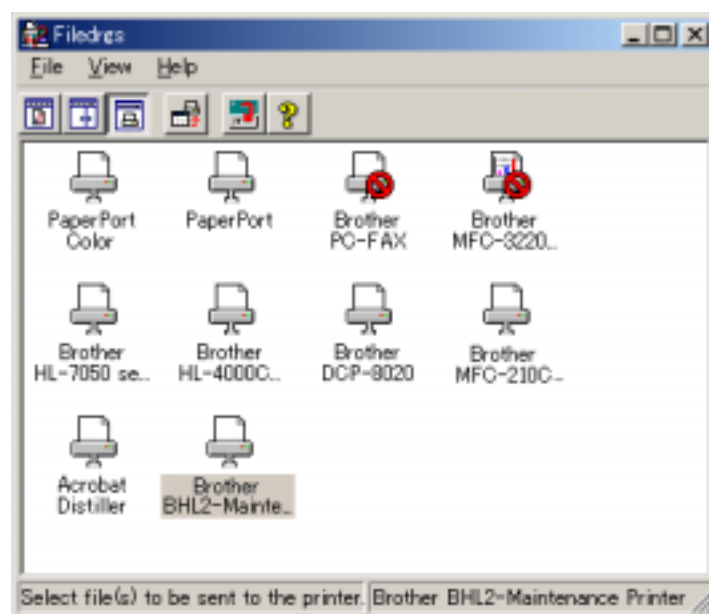 Filedrgs
File View Help
PaperPort
Color
PaperPort
Brother
PC-FAX
Brother
MFC-3220...
Brother
HL-7050 se...
Brother
HL-4000C...
Brother
DCP-8020
Brother
MFC-210C...
Acrobat
Distiller
Brother
BHL2-Mainte...
Select file(s) to be sent to the printer. Brother BHL2-Maintenance Printer